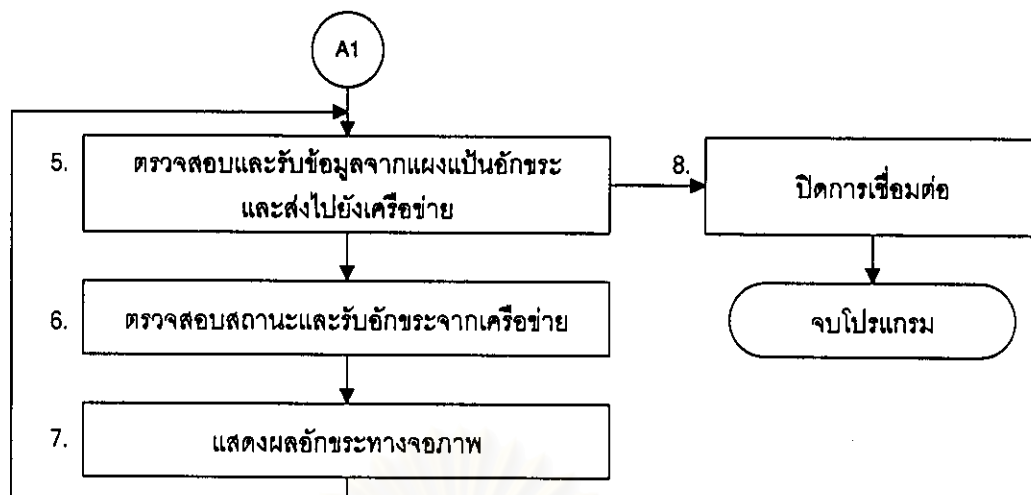 A1
5. ตรวจสอบและรับข้อมูลจากแผงแป้นอักขระ
และส่งไปยังเครือข่าย
8. ปิดการเชื่อมต่อ
6. ตรวจสอบสถานะและรับอักขระจากเครือข่าย
จบโปรแกรม
7. แสดงผลอักขระทางจอภาพ